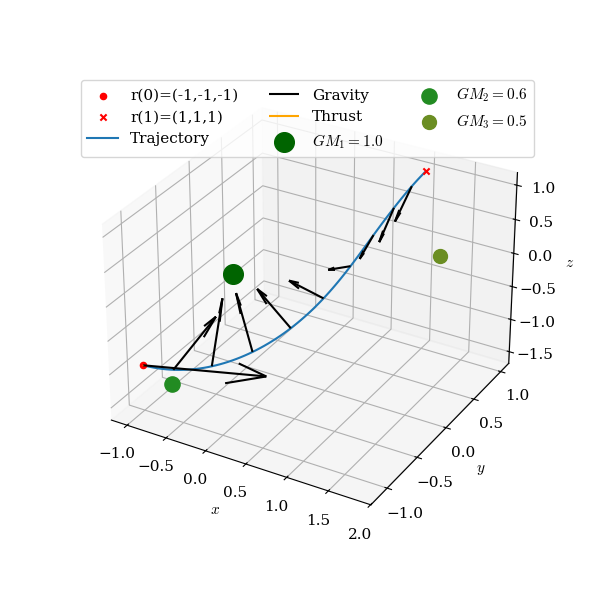 r(0)=(-1,-1,-1)
r(1)=(1,1,1)
Trajectory
Gravity
Thrust
GM₁ = 1.0
GM₂ = 0.6
GM₃ = 0.5
1.0
0.5
0.0
−0.5
−1.0
−1.5
z
−1.0
−0.5
0.0
0.5
1.0
1.5
2.0
x
−1.0
−0.5
0.0
0.5
1.0
y